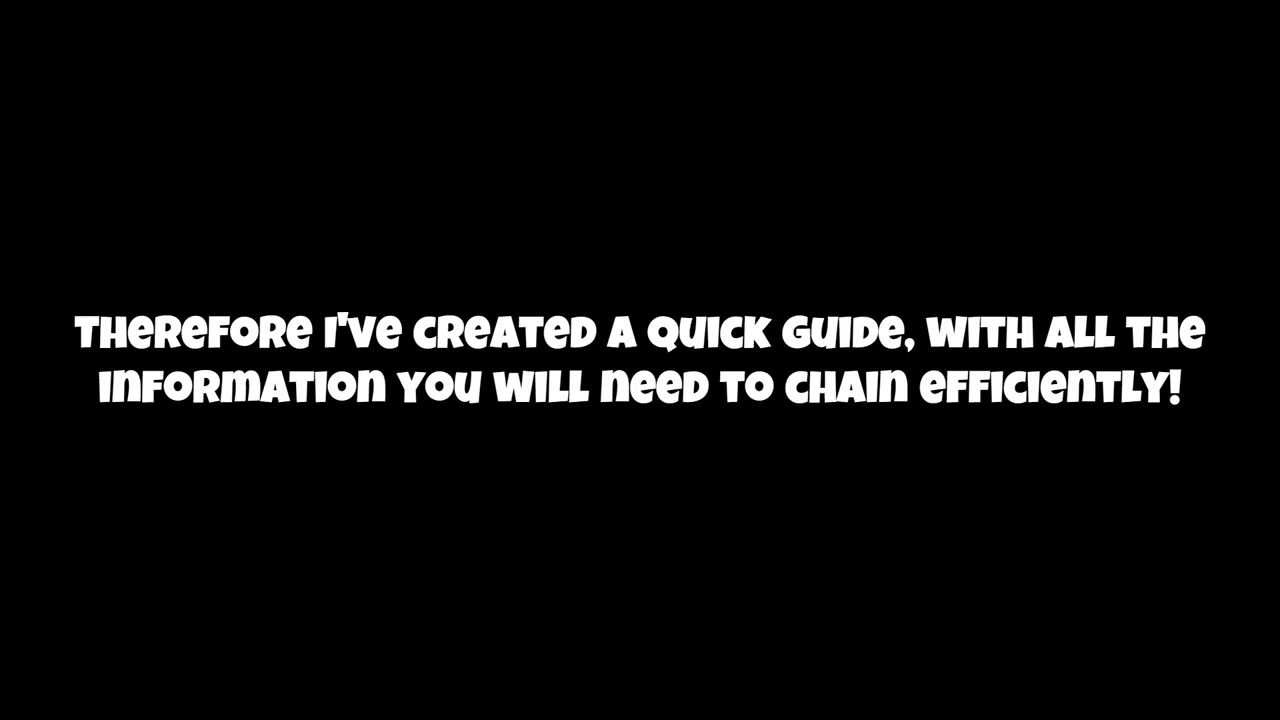 Therefore I've created a quick guide, with all the
information you will need to chain efficiently!